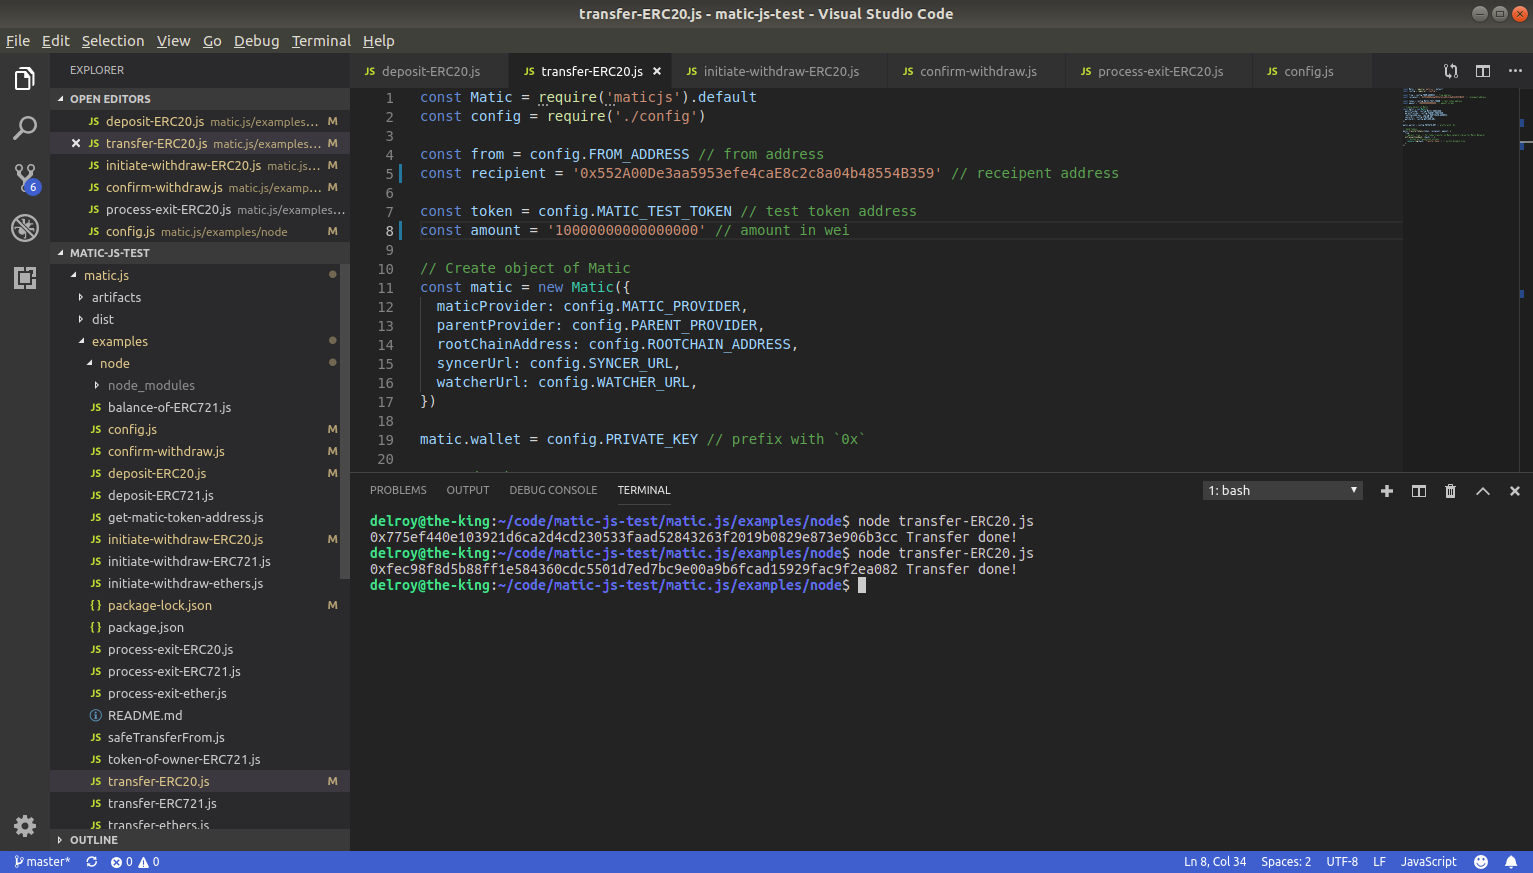 transfer-ERC20.js - matic-js-test - Visual Studio Code
File Edit Selection View Go Debug Terminal Help
EXPLORER
OPEN EDITORS
JS deposit-ERC20.js matic.js/examples... M
JS transfer-ERC20.js matic.js/examples... M
JS initiate-withdraw-ERC20.js matic.js... M
JS confirm-withdraw.js matic.js/examp... M
JS process-exit-ERC20.js matic.js/examples...
JS config.js matic.js/examples/node M
6
MATIC-JS-TEST
matic.js
artifacts
dist
examples
node
node_modules
JS balance-of-ERC721.js
JS config.js M
JS confirm-withdraw.js M
JS deposit-ERC20.js M
JS deposit-ERC721.js
JS get-matic-token-address.js
JS initiate-withdraw-ERC20.js M
JS initiate-withdraw-ERC721.js
JS initiate-withdraw-ethers.js
{} package-lock.json M
{} package.json
JS process-exit-ERC20.js
JS process-exit-ERC721.js
JS process-exit-ether.js
README.md
JS safeTransferFrom.js
JS token-of-owner-ERC721.js
JS transfer-ERC20.js M
JS transfer-ERC721.js
JS transfer-ethers.js
OUTLINE
JS deposit-ERC20.js JS transfer-ERC20.js JS initiate-withdraw-ERC20.js JS confirm-withdraw.js JS process-exit-ERC20.js JS config.js
1 const Matic = require('maticjs').default
2 const config = require('./config')
3
4 const from = config.FROM_ADDRESS // from address
5 const recipient = '0x552A00De3aa5953efe4caE8c2c8a04b48554B359' // receipent address
6
7 const token = config.MATIC_TEST_TOKEN // test token address
8 const amount = '10000000000000000' // amount in wei
9
10 // Create object of Matic
11 const matic = new Matic({
12 maticProvider: config.MATIC_PROVIDER,
13 parentProvider: config.PARENT_PROVIDER,
14 rootChainAddress: config.ROOTCHAIN_ADDRESS,
15 syncerUrl: config.SYNCER_URL,
16 watcherUrl: config.WATCHER_URL,
17 })
18
19 matic.wallet = config.PRIVATE_KEY // prefix with `0x`
20
PROBLEMS OUTPUT DEBUG CONSOLE TERMINAL 1: bash
delroy@the-king:~/code/matic-js-test/matic.js/examples/node$ node transfer-ERC20.js
0x775ef440e103921d6ca2d4cd230533faad52843263f2019b0829e873e906b3cc Transfer done!
delroy@the-king:~/code/matic-js-test/matic.js/examples/node$ node transfer-ERC20.js
0xfec98f8d5b88ff1e584360cdc5501d7ed7bc9e00a9b6fcad15929fac9f2ea082 Transfer done!
delroy@the-king:~/code/matic-js-test/matic.js/examples/node$
master* 0 0 Ln 8, Col 34 Spaces: 2 UTF-8 LF JavaScript